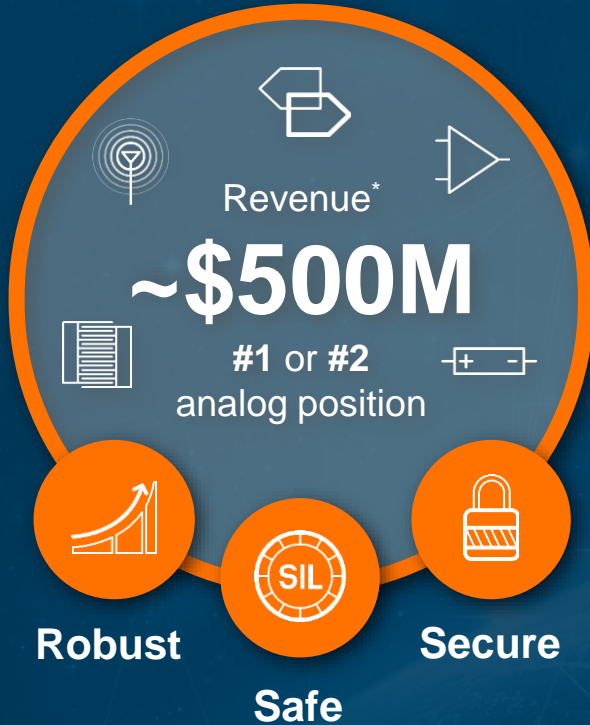 Revenue*
~$500M
#1 or #2
analog position
+ -
SIL
Robust
Safe
Secure